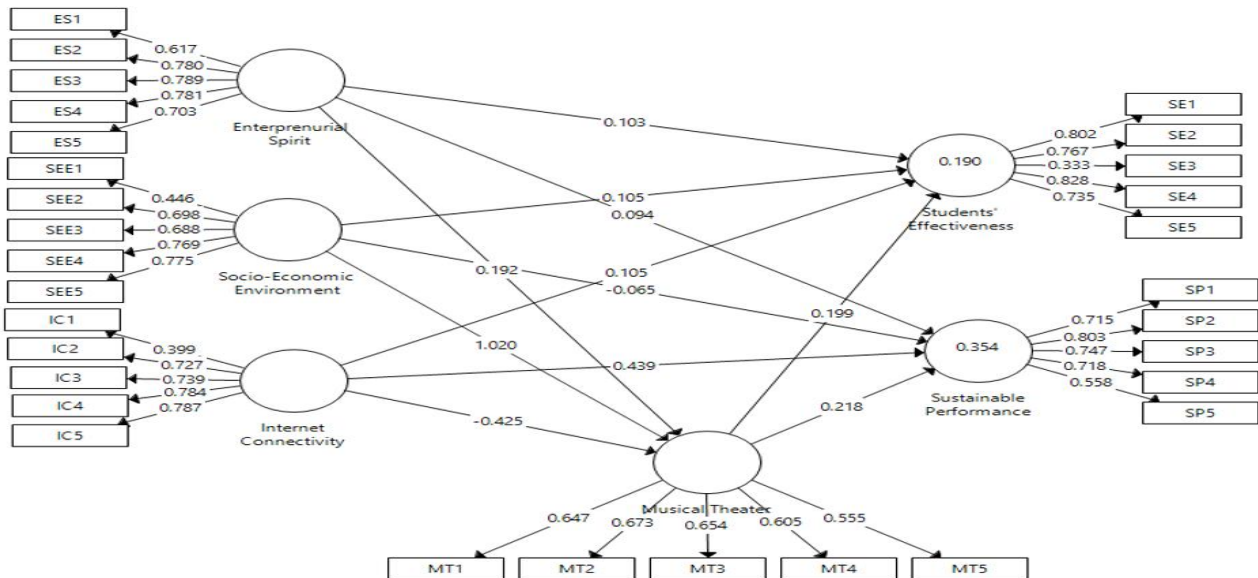 ES1
ES2
ES3
ES4
ES5
0.617
0.780
0.789
0.781
0.703
Enterprenurial
Spirit
SEE1
SEE2
SEE3
SEE4
SEE5
0.446
0.698
0.688
0.769
0.775
Socio-Economic
Environment
IC1
IC2
IC3
IC4
IC5
0.399
0.727
0.739
0.784
0.787
Internet
Connectivity
0.103
0.105
0.094
0.192
0.105
-0.065
0.199
1.020
0.439
-0.425
0.218
0.190
Students'
Effectiveness
SE1
SE2
SE3
SE4
SE5
0.802
0.767
0.333
0.828
0.735
0.354
Sustainable
Performance
SP1
SP2
SP3
SP4
SP5
0.715
0.803
0.747
0.718
0.558
Musical Theater
0.647
0.673
0.654
0.605
0.555
MT1
MT2
MT3
MT4
MT5